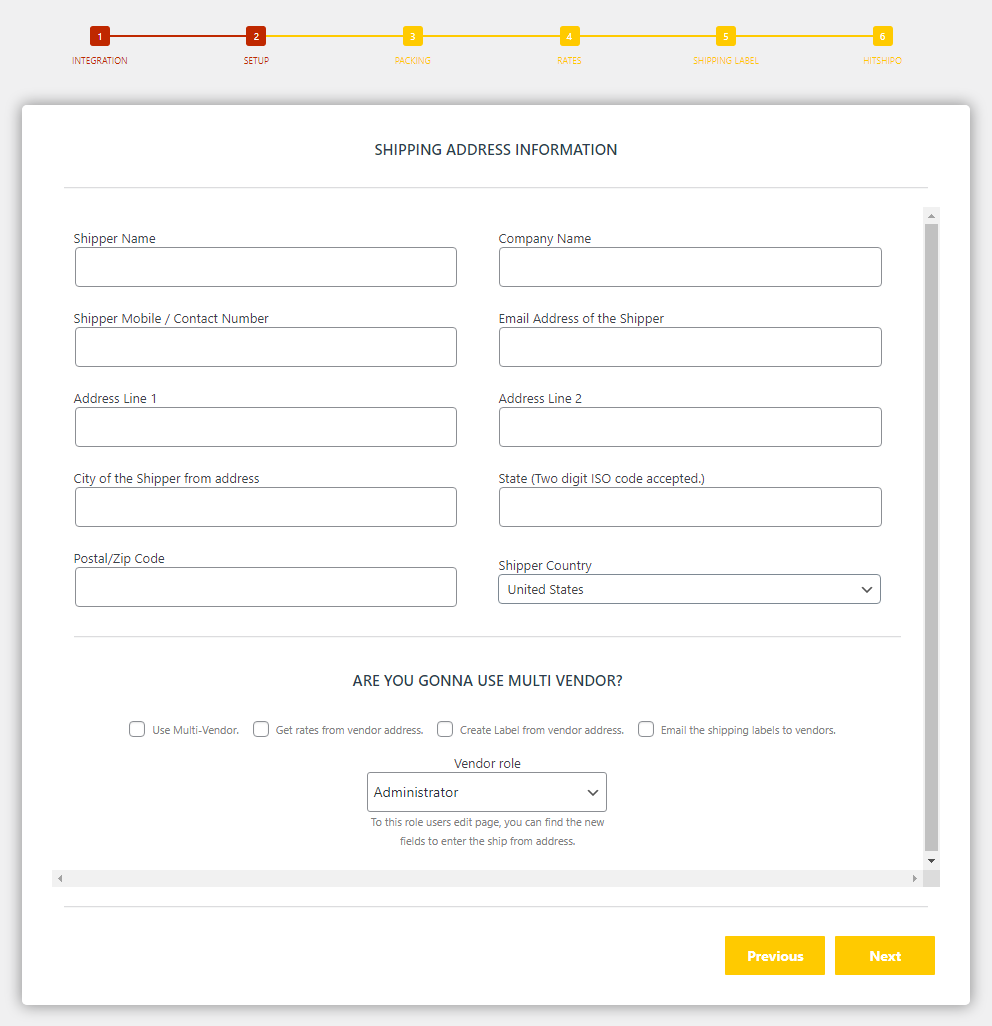 1 2 3 4 5 6
INTEGRATION SETUP PACKING RATES SHIPPING LABEL HITSHIPO
SHIPPING ADDRESS INFORMATION
Shipper Name Company Name
Shipper Mobile / Contact Number Email Address of the Shipper
Address Line 1 Address Line 2
City of the Shipper from address State (Two digit ISO code accepted.)
Postal/Zip Code Shipper Country
United States
ARE YOU GONNA USE MULTI VENDOR?
Use Multi-Vendor. Get rates from vendor address. Create Label from vendor address. Email the shipping labels to vendors.
Vendor role
Administrator
To this role users edit page, you can find the new
fields to enter the ship from address.
Previous Next